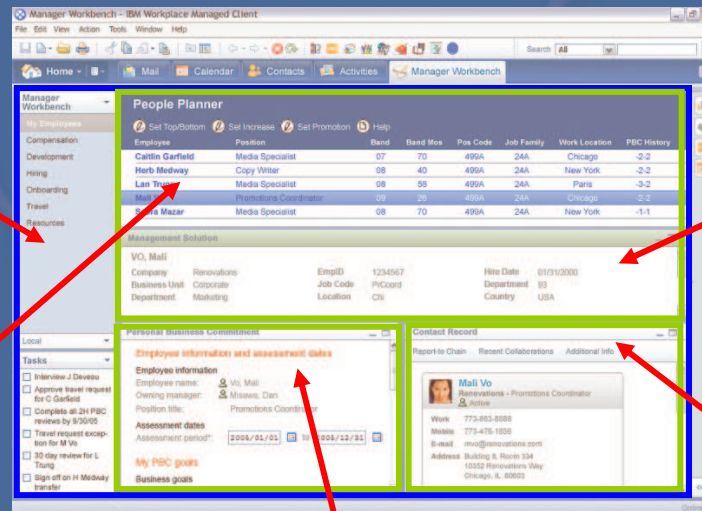 Manager Workbench - IBM Workplace Managed Client
File Edit View Action Tools Window Help
Search All
Home Mail Calendar Contacts Activities Manager Workbench
Manager Workbench
My Employees
Compensation
Development
Hiring
Onboarding
Travel
Resources
Local
Tasks
Interview J Deveau
Approve travel request
for C Garfield
Complete all 2H PBC
reviews by 9/30/05
Travel request excep-
tion for M Vo
30 day review for L
Trung
Sign off on H Medway
transfer
People Planner
Set Top/Bottom Set Increase Set Promotion Help
Employee Position Band Band Mos Pos Code Job Family Work Location PBC History
Caitlin Garfield Media Specialist 07 70 499A 24A Chicago -2-2
Herb Medway Copy Writer 08 40 499A 24A New York -2-2
Lan Trung Media Specialist 08 58 499A 24A Paris -3-2
Mali Promotions Coordinator 09 26 499A 24A Chicago -2-2
Mazar Media Specialist 08 70 499A 24A New York -1-1
Management Solution
VO, Mali
Company Renovations EmpID 1234567 Hire Date 01/31/2000
Business Unit Corporate Job Code PrCoord Department 93
Department Marketing Location Chi Country USA
Personal Business Commitment
Employee information and assessment dates
Employee information
Employee name: Vo, Mali
Owning manager: Misawa, Dan
Position title: Promotions Coordinator
Assessment dates
Assessment period*: 2005/01/01 to 2005/12/31
My PBC goals
Business goals
Contact Record
Report-to Chain Recent Collaborations Additional Info
Mali Vo
Renovations - Promotions Coordinator
Active
Work 773-863-8888
Mobile 773-476-1836
E-mail mvo@renovations.com
Address Building 8, Room 334
10352 Renovations Way
Chicago, IL 60603